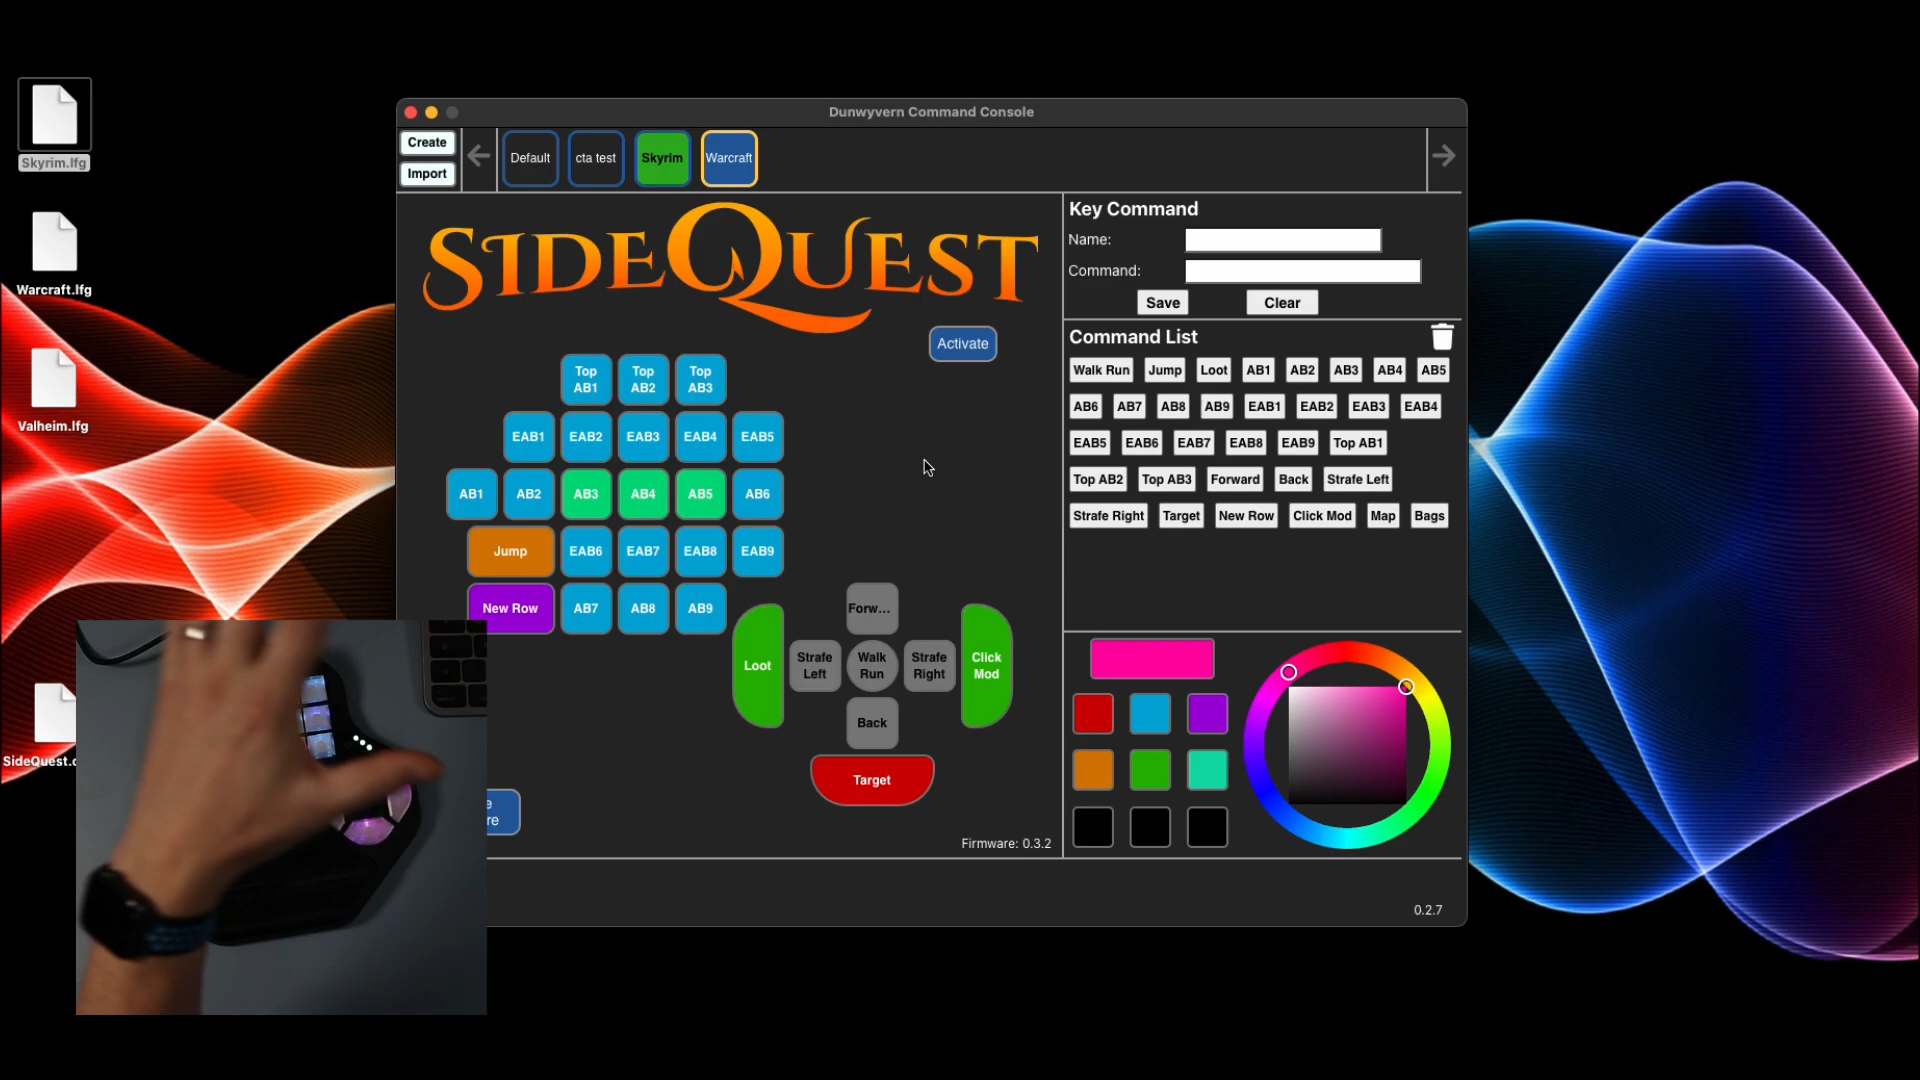 Skyrim.lfg
Warcraft.lfg
Valheim.lfg
SideQuest.
Dunwyvern Command Console
Create
Import
Default
cta test
Skyrim
Warcraft
SIDEQUEST
Activate
Top
AB1
Top
AB2
Top
AB3
EAB1
EAB2
EAB3
EAB4
EAB5
AB1
AB2
AB3
AB4
AB5
AB6
Jump
EAB6
EAB7
EAB8
EAB9
New Row
AB7
AB8
AB9
Loot
Forw...
Strafe
Left
Walk
Run
Strafe
Right
Back
Click
Mod
Target
Firmware: 0.3.2
Key Command
Name:
Command:
Save
Clear
Command List
Walk Run Jump Loot AB1 AB2 AB3 AB4 AB5
AB6 AB7 AB8 AB9 EAB1 EAB2 EAB3 EAB4
EAB5 EAB6 EAB7 EAB8 EAB9 Top AB1
Top AB2 Top AB3 Forward Back Strafe Left
Strafe Right Target New Row Click Mod Map Bags
0.2.7